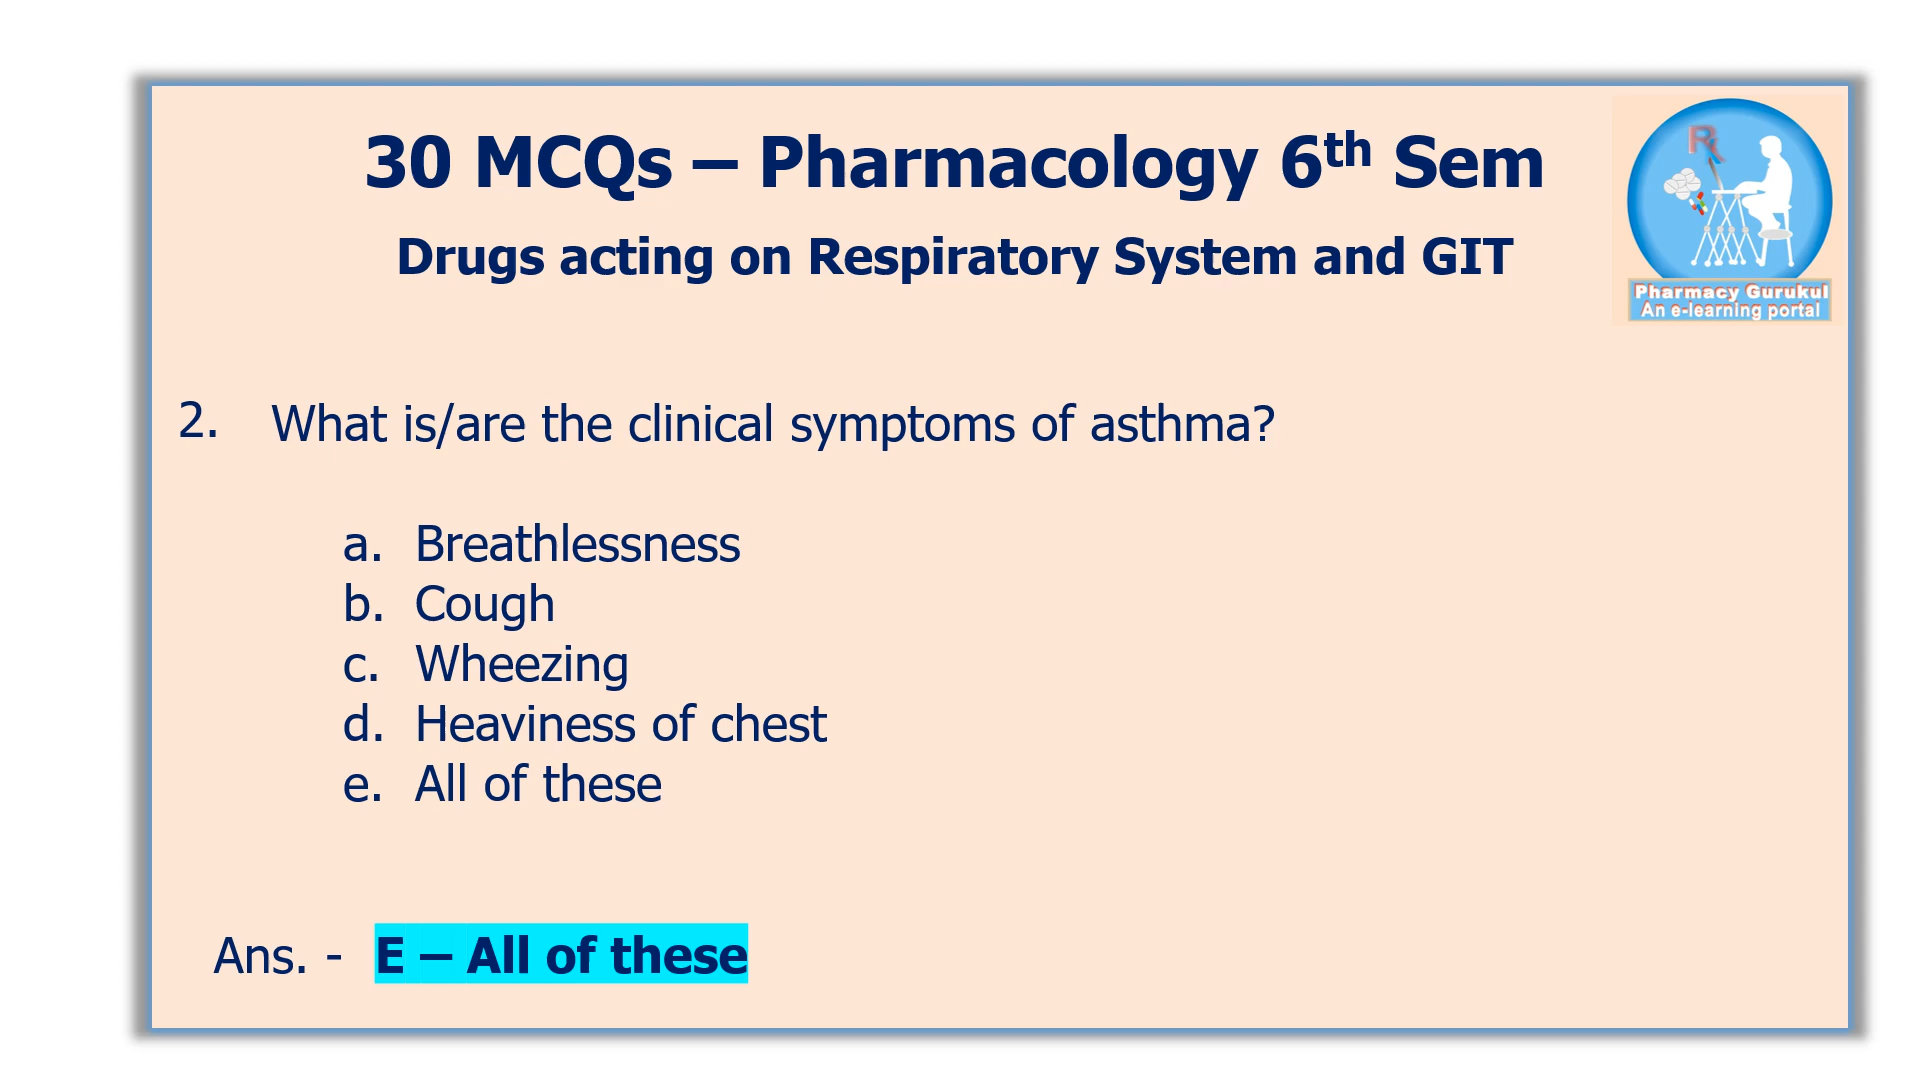 30 MCQs – Pharmacology 6th Sem
Drugs acting on Respiratory System and GIT
Rx
Pharmacy Gurukul
An e-learning portal
2. What is/are the clinical symptoms of asthma?
a. Breathlessness
b. Cough
c. Wheezing
d. Heaviness of chest
e. All of these
Ans. - E – All of these